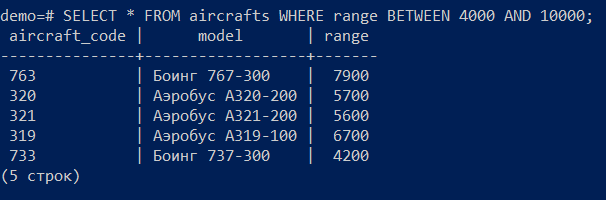 demo=# SELECT * FROM aircrafts WHERE range BETWEEN 4000 AND 10000;
 aircraft_code |      model       | range
---------------+------------------+-------
 763           | Боинг 767-300    |  7900
 320           | Аэробус A320-200 |  5700
 321           | Аэробус A321-200 |  5600
 319           | Аэробус A319-100 |  6700
 733           | Боинг 737-300    |  4200
(5 строк)